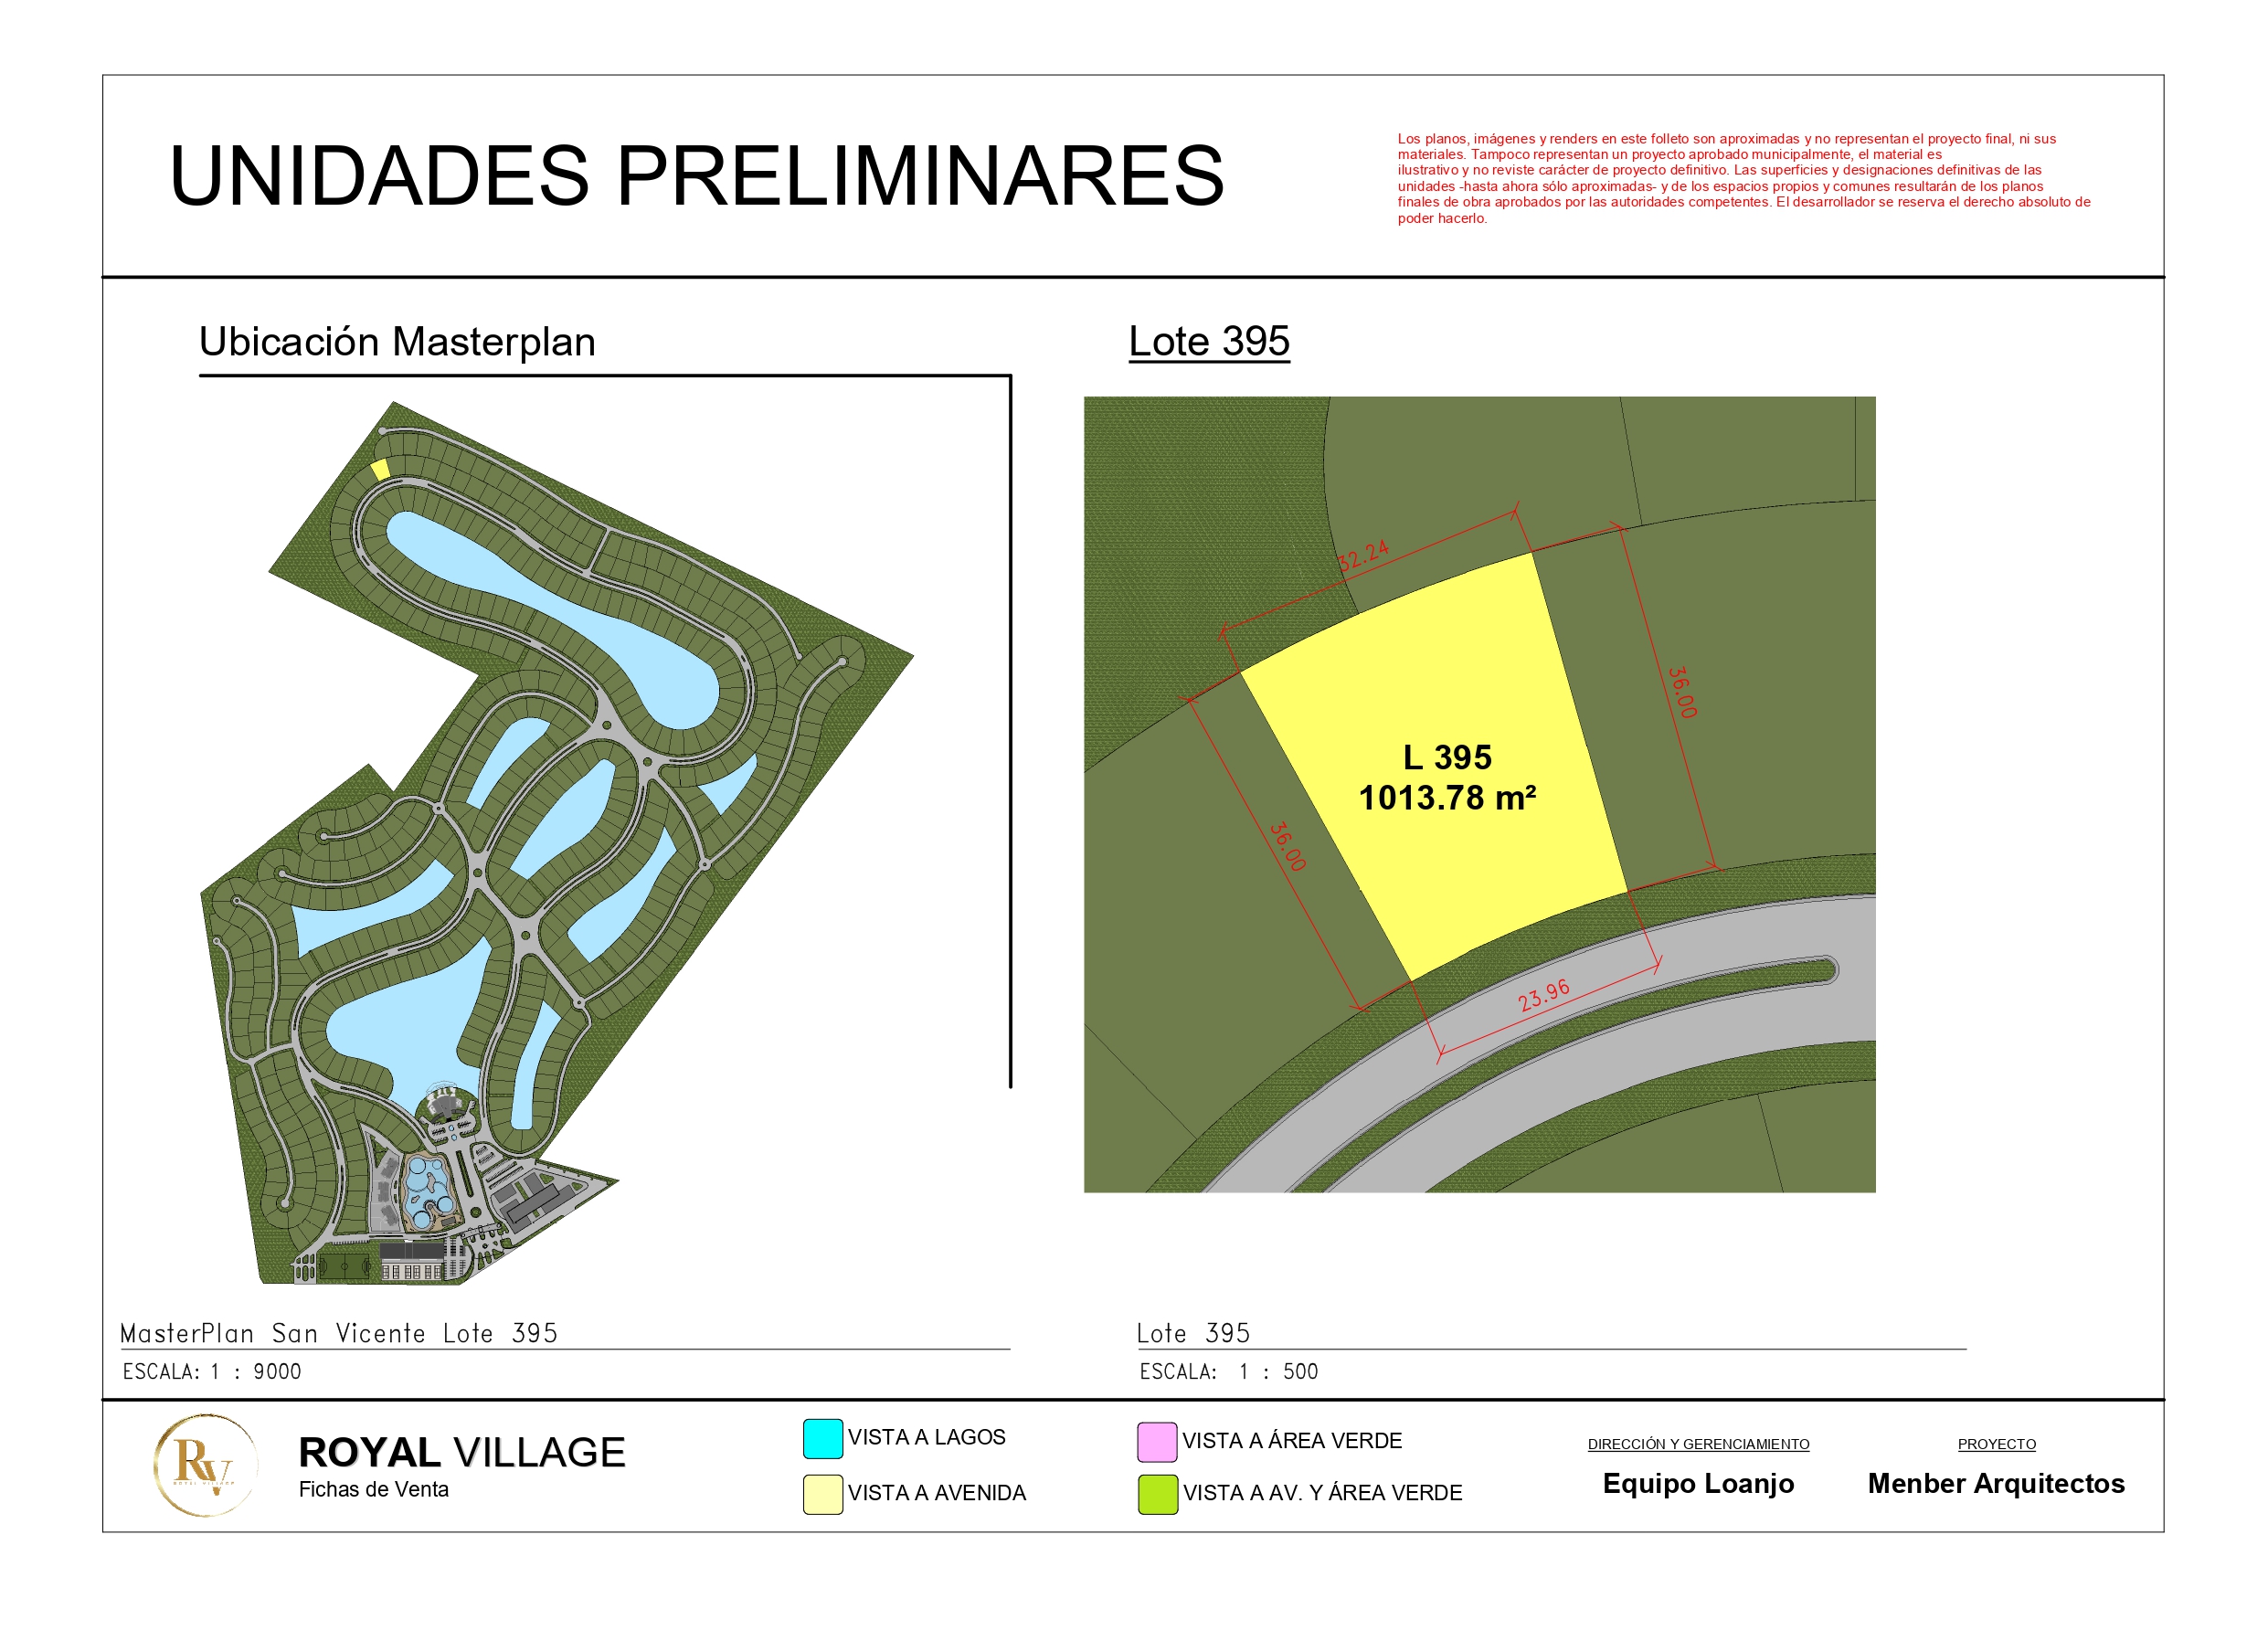 UNIDADES PRELIMINARES
Los planos, imágenes y renders en este folleto son aproximadas y no representan el proyecto final, ni sus
materiales. Tampoco representan un proyecto aprobado municipalmente, el material es
ilustrativo y no reviste carácter de proyecto definitivo. Las superficies y designaciones definitivas de las
unidades -hasta ahora sólo aproximadas- y de los espacios propios y comunes resultarán de los planos
finales de obra aprobados por las autoridades competentes. El desarrollador se reserva el derecho absoluto de
poder hacerlo.
Ubicación Masterplan
Lote 395
32.24
36.00
L 395
1013.78 m²
36.00
23.96
MasterPlan San Vicente Lote 395
ESCALA: 1 : 9000
Lote 395
ESCALA: 1 : 500
RV
ROYAL VILLAGE
ROYAL VILLAGE
Fichas de Venta
VISTA A LAGOS
VISTA A AVENIDA
VISTA A ÁREA VERDE
VISTA A AV. Y ÁREA VERDE
DIRECCIÓN Y GERENCIAMIENTO
Equipo Loanjo
PROYECTO
Menber Arquitectos